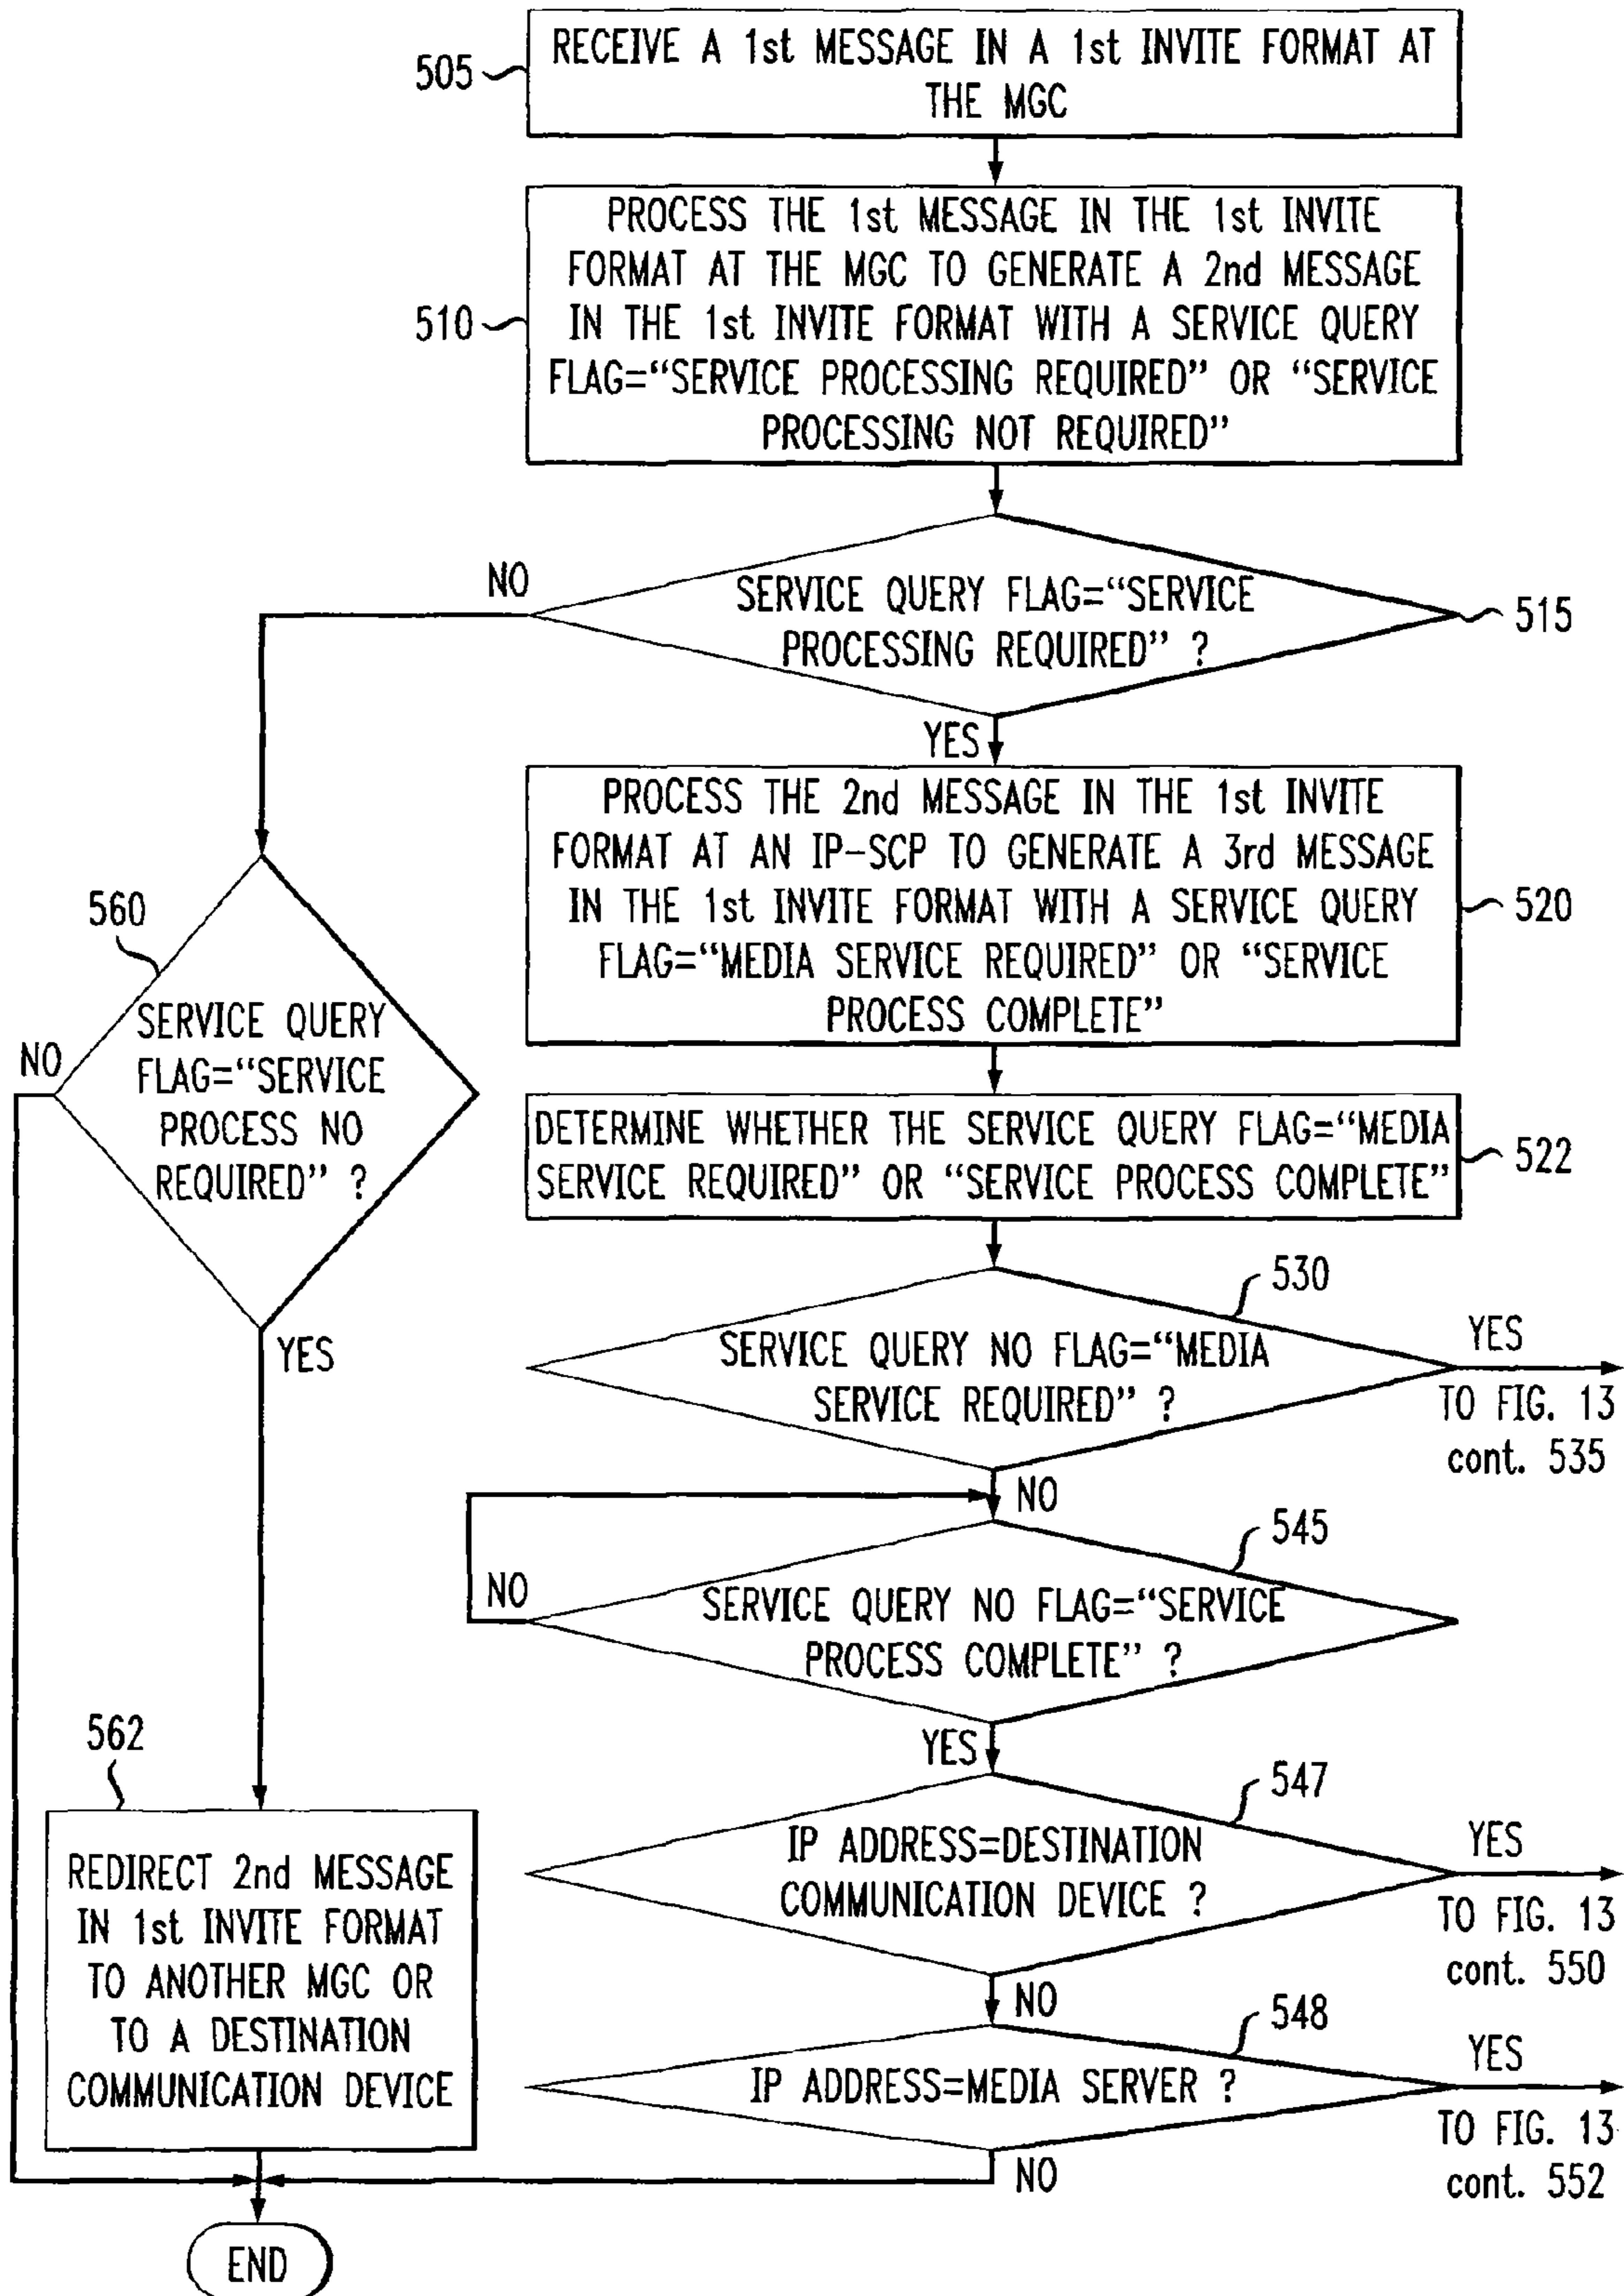 505
RECEIVE A 1st MESSAGE IN A 1st INVITE FORMAT AT
THE MGC
510
PROCESS THE 1st MESSAGE IN THE 1st INVITE
FORMAT AT THE MGC TO GENERATE A 2nd MESSAGE
IN THE 1st INVITE FORMAT WITH A SERVICE QUERY
FLAG=“SERVICE PROCESSING REQUIRED” OR “SERVICE
PROCESSING NOT REQUIRED”
NO
SERVICE QUERY FLAG=“SERVICE
PROCESSING REQUIRED” ?
515
YES
PROCESS THE 2nd MESSAGE IN THE 1st INVITE
FORMAT AT AN IP-SCP TO GENERATE A 3rd MESSAGE
IN THE 1st INVITE FORMAT WITH A SERVICE QUERY
FLAG=“MEDIA SERVICE REQUIRED” OR “SERVICE
PROCESS COMPLETE”
520
560
SERVICE QUERY
FLAG=“SERVICE
PROCESS NO
REQUIRED” ?
NO
YES
DETERMINE WHETHER THE SERVICE QUERY FLAG=“MEDIA
SERVICE REQUIRED” OR “SERVICE PROCESS COMPLETE”
522
530
SERVICE QUERY NO FLAG=“MEDIA
SERVICE REQUIRED” ?
YES
TO FIG. 13
cont. 535
NO
545
NO
SERVICE QUERY NO FLAG=“SERVICE
PROCESS COMPLETE” ?
YES
547
IP ADDRESS=DESTINATION
COMMUNICATION DEVICE ?
YES
TO FIG. 13
cont. 550
NO
548
IP ADDRESS=MEDIA SERVER ?
YES
TO FIG. 13
cont. 552
NO
562
REDIRECT 2nd MESSAGE
IN 1st INVITE FORMAT
TO ANOTHER MGC OR
TO A DESTINATION
COMMUNICATION DEVICE
END